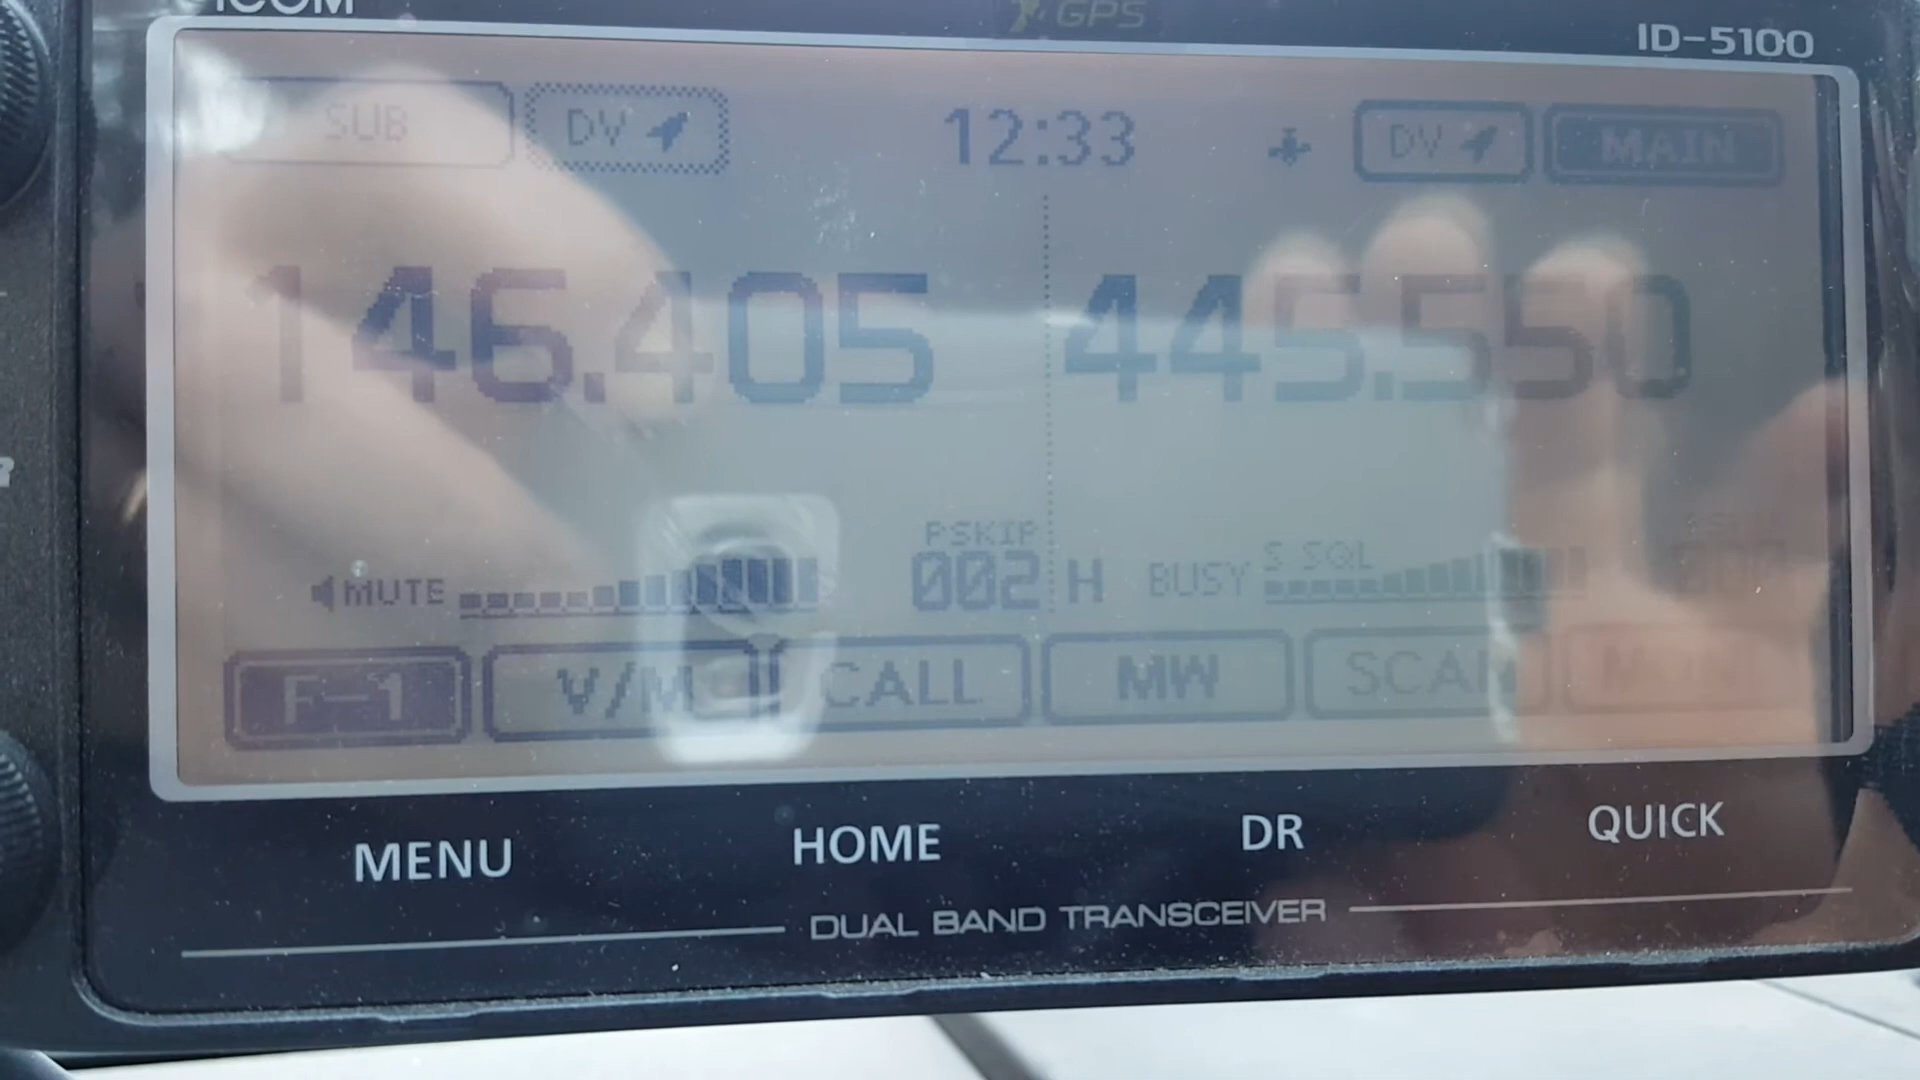 ICOM
GPS
ID-5100
SUB DV 12:33 DV MAIN
146.405 445.550
PSKIP
MUTE 002 H BUSY S SQL
F-1 V/M CALL MW SCAN MONI
MENU HOME DR QUICK
DUAL BAND TRANSCEIVER